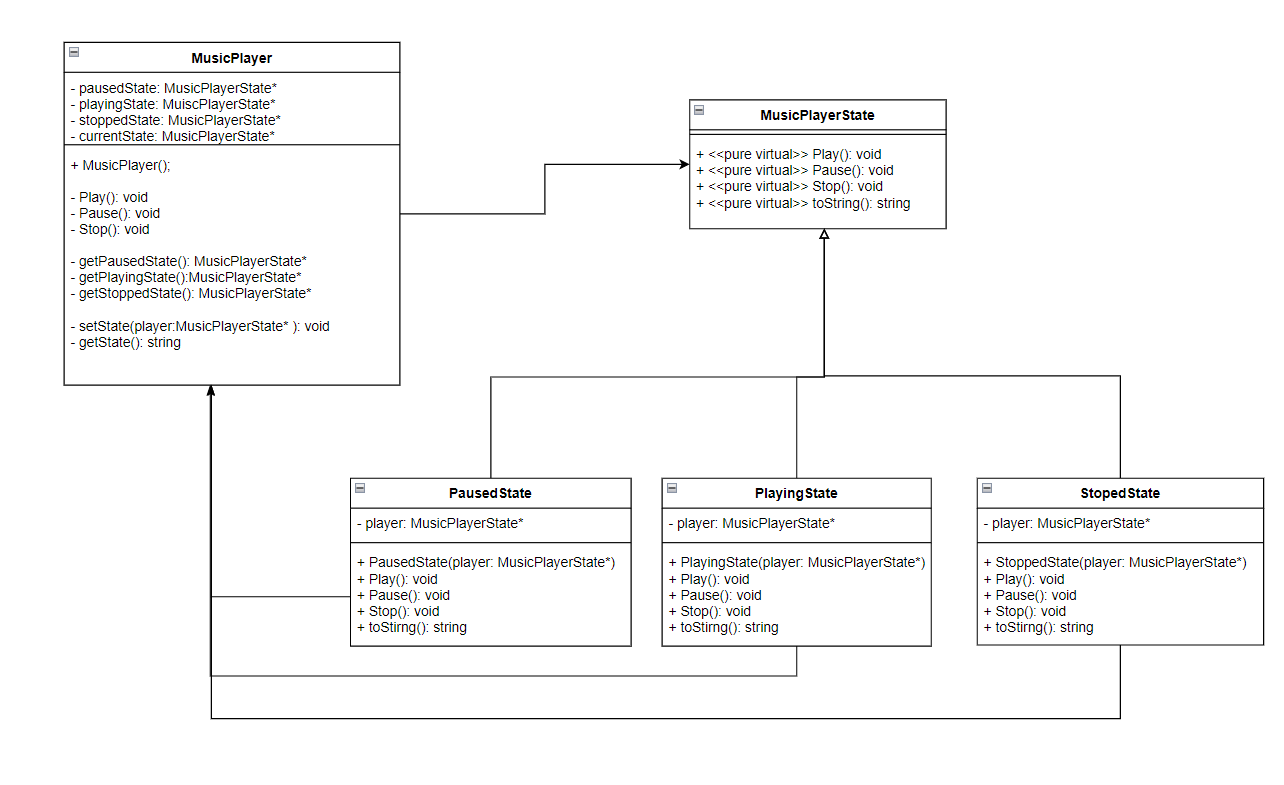 MusicPlayer
- pausedState: MusicPlayerState*
- playingState: MuiscPlayerState*
- stoppedState: MusicPlayerState*
- currentState: MusicPlayerState*
+ MusicPlayer();
- Play(): void
- Pause(): void
- Stop(): void
- getPausedState(): MusicPlayerState*
- getPlayingState():MusicPlayerState*
- getStoppedState(): MusicPlayerState*
- setState(player:MusicPlayerState* ): void
- getState(): string
MusicPlayerState
+ <<pure virtual>> Play(): void
+ <<pure virtual>> Pause(): void
+ <<pure virtual>> Stop(): void
+ <<pure virtual>> toString(): string
PausedState
- player: MusicPlayerState*
+ PausedState(player: MusicPlayerState*)
+ Play(): void
+ Pause(): void
+ Stop(): void
+ toStirng(): string
PlayingState
- player: MusicPlayerState*
+ PlayingState(player: MusicPlayerState*)
+ Play(): void
+ Pause(): void
+ Stop(): void
+ toStirng(): string
StopedState
- player: MusicPlayerState*
+ StoppedState(player: MusicPlayerState*)
+ Play(): void
+ Pause(): void
+ Stop(): void
+ toStirng(): string